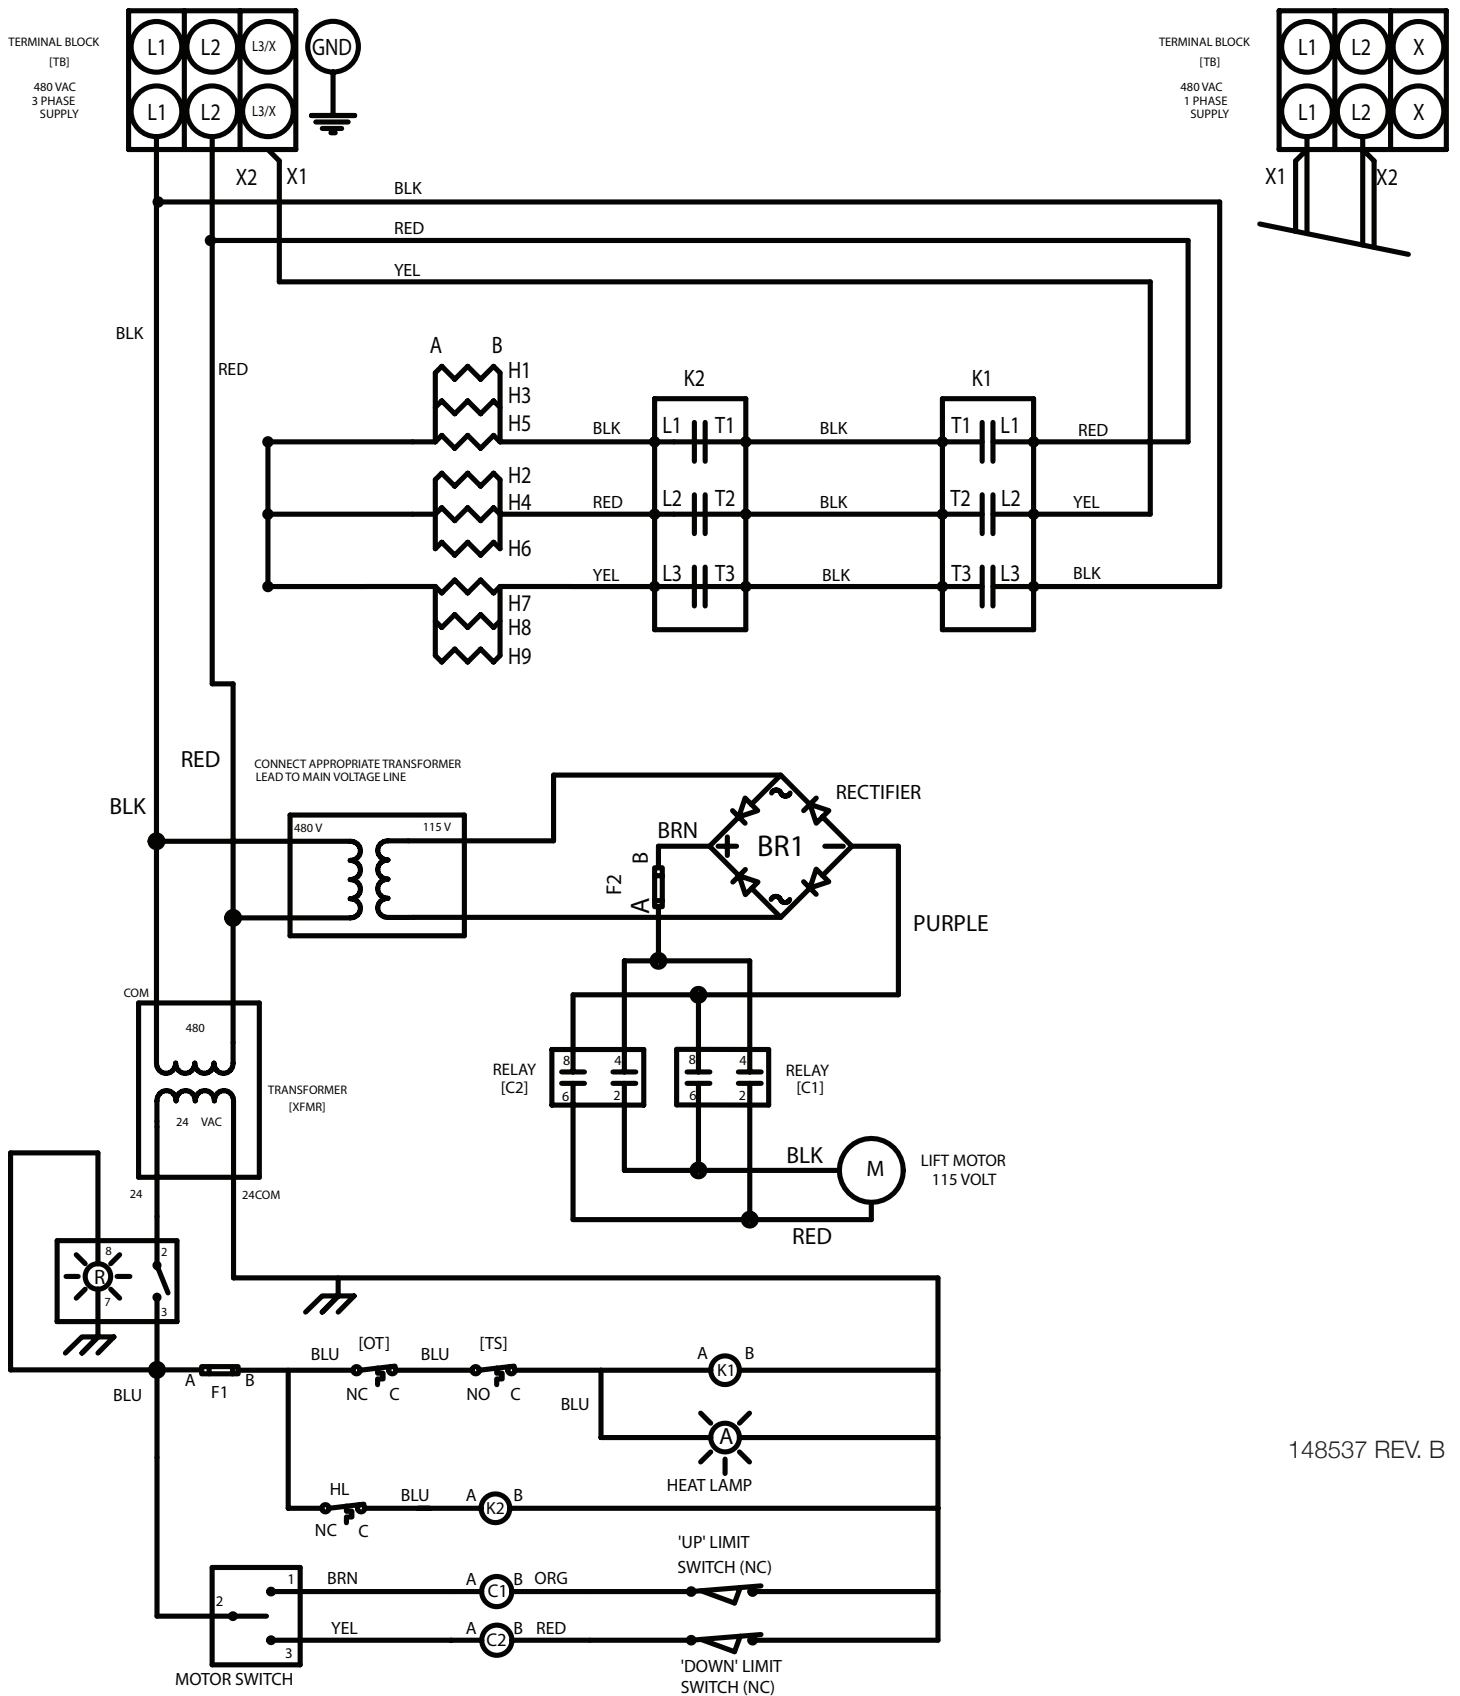 TERMINAL BLOCK
[TB]
480 VAC
3 PHASE
SUPPLY
L1 L2 L3/X GND
L1 L2 L3/X
TERMINAL BLOCK
[TB]
480 VAC
1 PHASE
SUPPLY
L1 L2 X
L1 L2 X
X2 X1
X1 X2
BLK
RED
YEL
BLK
RED
A B
H1
H3
H5
H2
H4
H6
H7
H8
H9
K2
K1
BLK L1 T1 BLK T1 L1 RED
RED L2 T2 BLK T2 L2 YEL
YEL L3 T3 BLK T3 L3 BLK
RED
BLK
CONNECT APPROPRIATE TRANSFORMER
LEAD TO MAIN VOLTAGE LINE
480 V 115 V
RECTIFIER
BRN
BR1
+ −
~
~
B
F2
A
PURPLE
COM
480
TRANSFORMER
[XFMR]
24 VAC
24 24COM
RELAY
[C2]
8 4
6 2
8 4
6 2
RELAY
[C1]
BLK
M
LIFT MOTOR
115 VOLT
RED
8 2
R
7 3
BLU
A B
F1
BLU [OT] BLU [TS]
NC C NO C
BLU
A B
K1
A
HEAT LAMP
HL BLU A B
K2
NC C
'UP' LIMIT
SWITCH (NC)
1 BRN A C1 B ORG
2
3 YEL A C2 B RED
MOTOR SWITCH
'DOWN' LIMIT
SWITCH (NC)
148537 REV. B